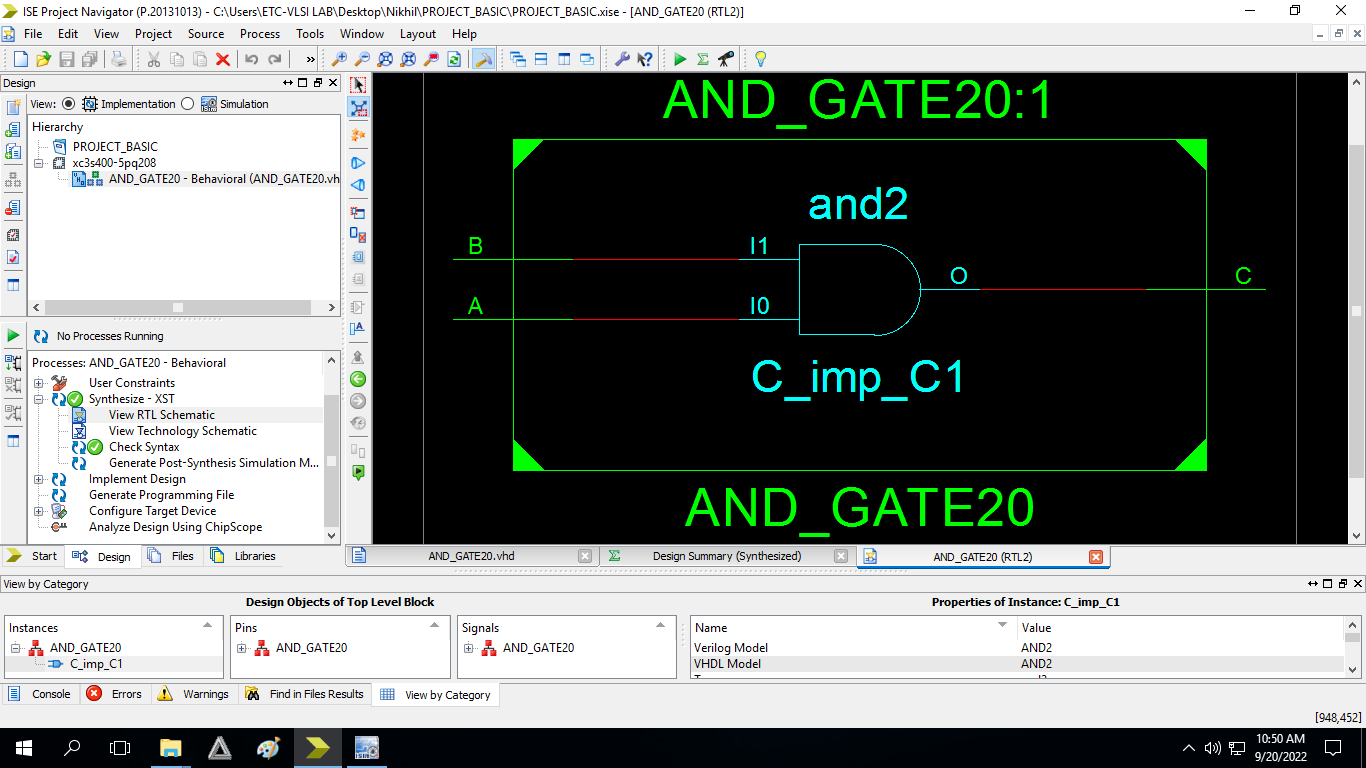 ISE Project Navigator (P.20131013) - C:\Users\ETC-VLSI LAB\Desktop\Nikhil\PROJECT_BASIC\PROJECT_BASIC.xise - [AND_GATE20 (RTL2)]
File Edit View Project Source Process Tools Window Layout Help
Design
View: Implementation Simulation
Hierarchy
PROJECT_BASIC
xc3s400-5pq208
AND_GATE20 - Behavioral (AND_GATE20.vh
No Processes Running
Processes: AND_GATE20 - Behavioral
User Constraints
Synthesize - XST
View RTL Schematic
View Technology Schematic
Check Syntax
Generate Post-Synthesis Simulation M...
Implement Design
Generate Programming File
Configure Target Device
Analyze Design Using ChipScope
Start Design Files Libraries
AND_GATE20:1
and2
B I1
A I0
O C
C_imp_C1
AND_GATE20
AND_GATE20.vhd Design Summary (Synthesized) AND_GATE20 (RTL2)
View by Category
Design Objects of Top Level Block Properties of Instance: C_imp_C1
Instances Pins Signals Name Value
AND_GATE20 AND_GATE20 AND_GATE20 Verilog Model AND2
C_imp_C1 VHDL Model AND2
Console Errors Warnings Find in Files Results View by Category
[948,452]
ISim
10:50 AM
9/20/2022